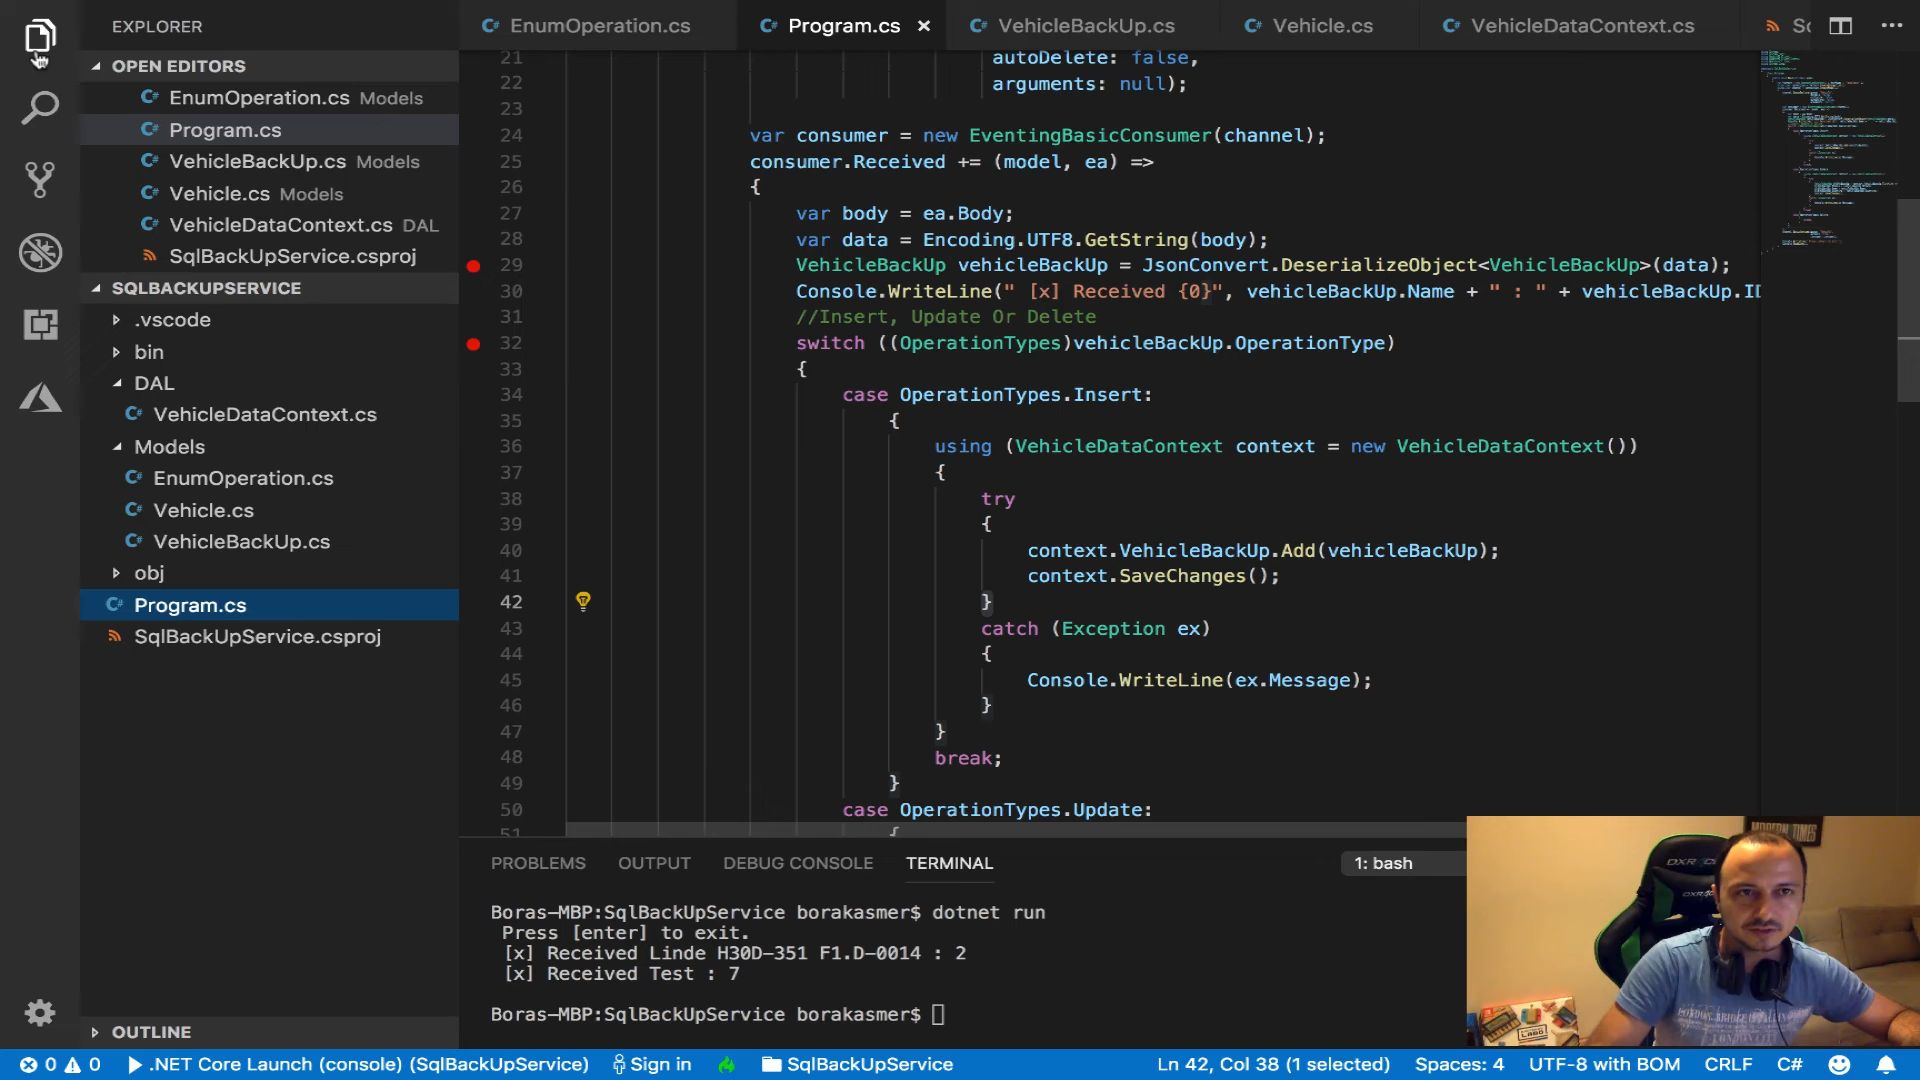 EXPLORER
OPEN EDITORS
EnumOperation.cs Models
Program.cs
VehicleBackUp.cs Models
Vehicle.cs Models
VehicleDataContext.cs DAL
SqlBackUpService.csproj
SQLBACKUPSERVICE
.vscode
bin
DAL
VehicleDataContext.cs
Models
EnumOperation.cs
Vehicle.cs
VehicleBackUp.cs
obj
Program.cs
SqlBackUpService.csproj
OUTLINE
EnumOperation.cs Program.cs × VehicleBackUp.cs Vehicle.cs VehicleDataContext.cs
21 autoDelete: false,
22 arguments: null);
23
24 var consumer = new EventingBasicConsumer(channel);
25 consumer.Received += (model, ea) =>
26 {
27 var body = ea.Body;
28 var data = Encoding.UTF8.GetString(body);
29 VehicleBackUp vehicleBackUp = JsonConvert.DeserializeObject<VehicleBackUp>(data);
30 Console.WriteLine(" [x] Received {0}", vehicleBackUp.Name + " : " + vehicleBackUp.ID
31 //Insert, Update Or Delete
32 switch ((OperationTypes)vehicleBackUp.OperationType)
33 {
34 case OperationTypes.Insert:
35 {
36 using (VehicleDataContext context = new VehicleDataContext())
37 {
38 try
39 {
40 context.VehicleBackUp.Add(vehicleBackUp);
41 context.SaveChanges();
42 }
43 catch (Exception ex)
44 {
45 Console.WriteLine(ex.Message);
46 }
47 }
48 break;
49 }
50 case OperationTypes.Update:
51 {
PROBLEMS OUTPUT DEBUG CONSOLE TERMINAL 1: bash
Boras-MBP:SqlBackUpService borakasmer$ dotnet run
Press [enter] to exit.
[x] Received Linde H30D-351 F1.D-0014 : 2
[x] Received Test : 7
Boras-MBP:SqlBackUpService borakasmer$
MODERN TIMES
LABO
0 0 .NET Core Launch (console) (SqlBackUpService) Sign in SqlBackUpService Ln 42, Col 38 (1 selected) Spaces: 4 UTF-8 with BOM CRLF C#